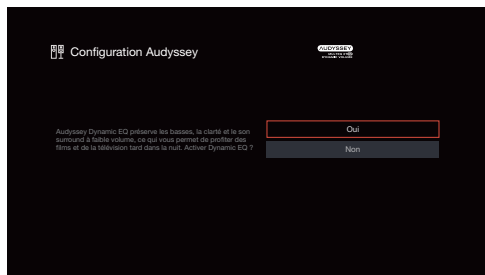 Configuration Audyssey
AUDYSSEY
DYNAMIC VOLUME
Audyssey Dynamic EQ préserve les basses, la clarté et le son
surround à faible volume, ce qui vous permet de profiter des
films et de la télévision tard dans la nuit. Activer Dynamic EQ ?
Oui
Non